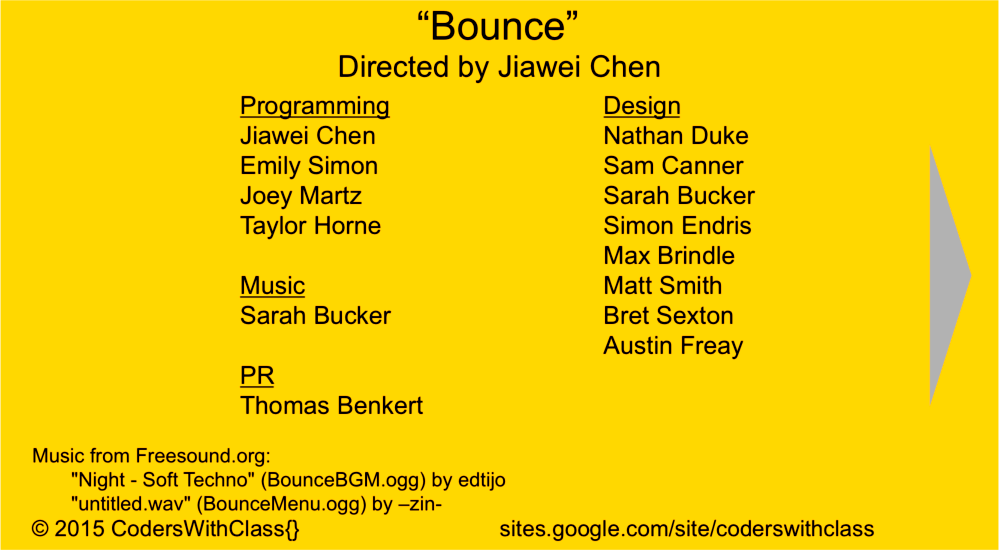 “Bounce”
Directed by Jiawei Chen
Programming
Jiawei Chen
Emily Simon
Joey Martz
Taylor Horne
Music
Sarah Bucker
PR
Thomas Benkert
Design
Nathan Duke
Sam Canner
Sarah Bucker
Simon Endris
Max Brindle
Matt Smith
Bret Sexton
Austin Freay
Music from Freesound.org:
"Night - Soft Techno" (BounceBGM.ogg) by edtijo
"untitled.wav" (BounceMenu.ogg) by –zin-
© 2015 CodersWithClass{}
sites.google.com/site/coderswithclass